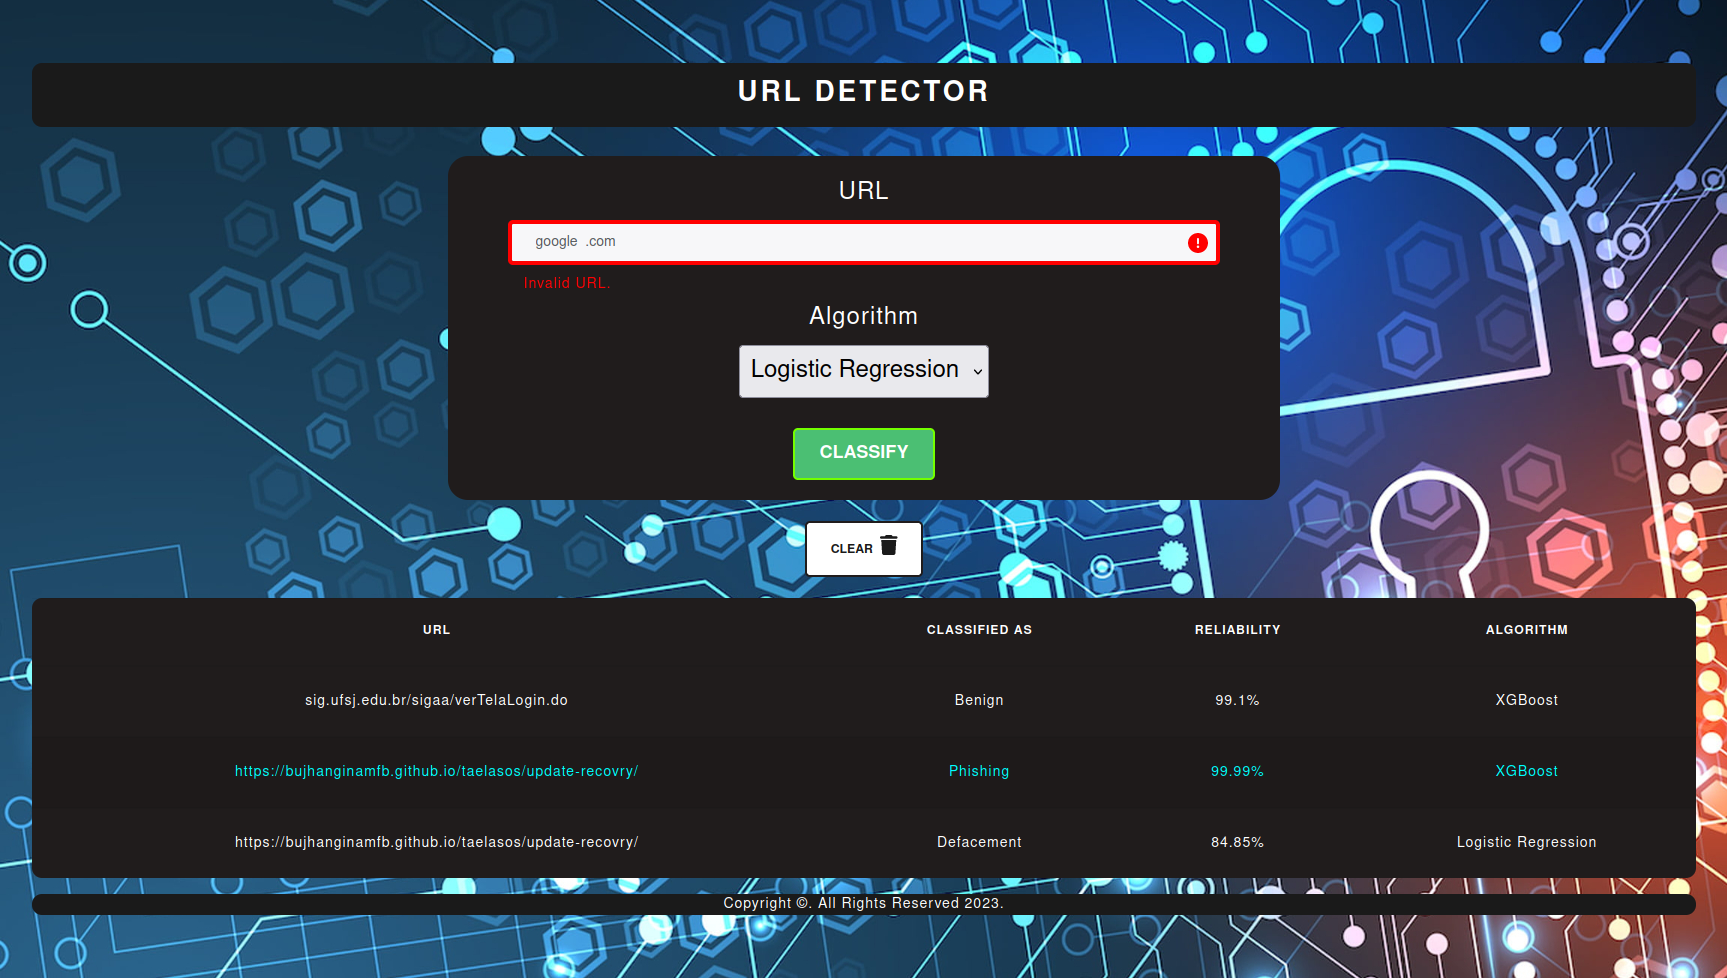 URL DETECTOR
URL
google  .com
Invalid URL.
Algorithm
Logistic Regression
CLASSIFY
CLEAR
URL CLASSIFIED AS RELIABILITY ALGORITHM
sig.ufsj.edu.br/sigaa/verTelaLogin.do Benign 99.1% XGBoost
https://bujhanginamfb.github.io/taelasos/update-recovry/ Phishing 99.99% XGBoost
https://bujhanginamfb.github.io/taelasos/update-recovry/ Defacement 84.85% Logistic Regression
Copyright ©. All Rights Reserved 2023.